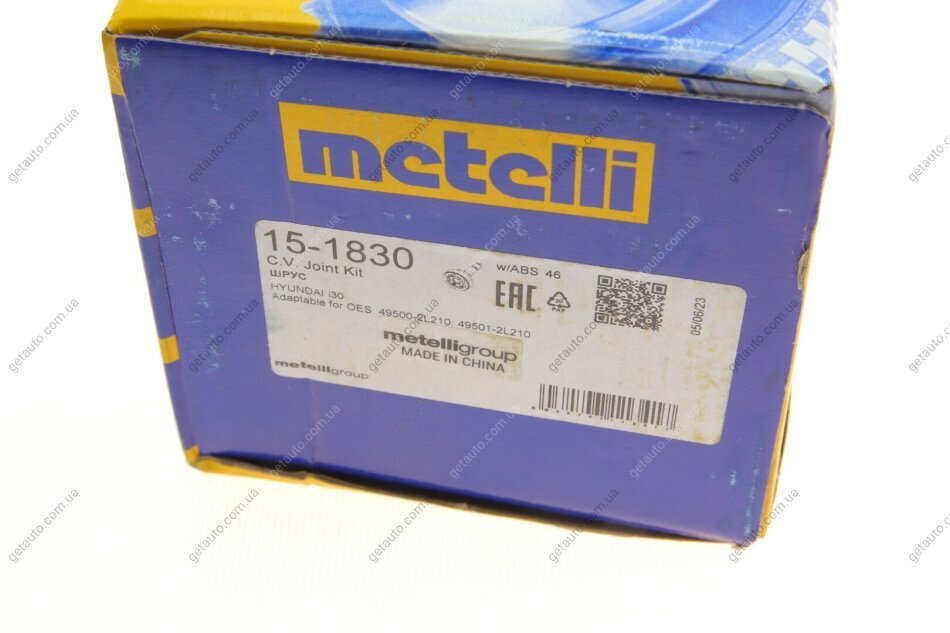 metelli
15-1830
C.V. Joint Kit
ШРУС
HYUNDAI i30
Adaptable for OES: 49500-2L210, 49501-2L210
w/ABS 46
EAC
PAP
05/06/23
metelligroup
MADE IN CHINA
metelligroup
getauto.com.ua